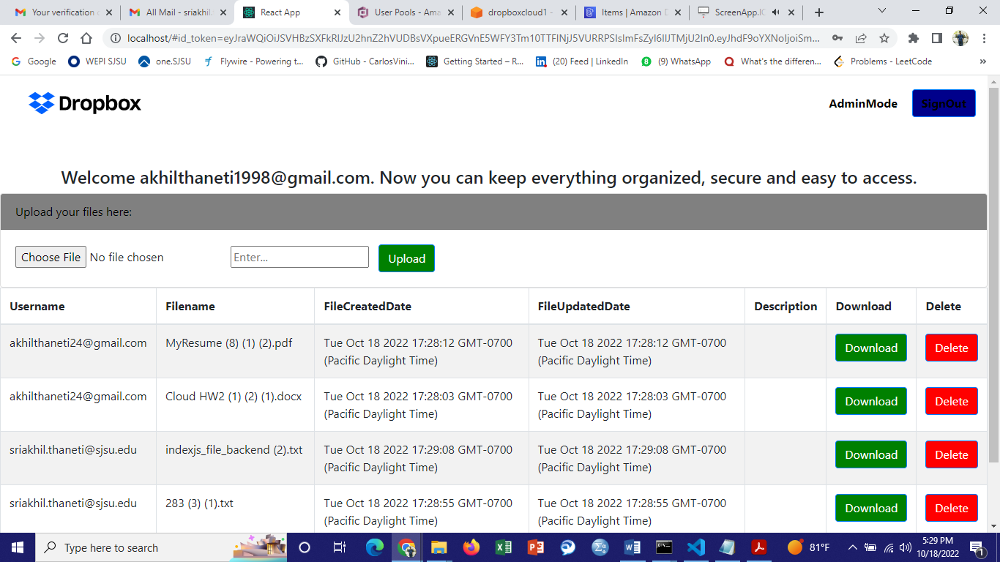 Your verification c
All Mail - sriakhil.
React App
User Pools - Ama
dropboxcloud1 -
Items | Amazon D
ScreenApp.IO
Google
WEPI SJSU
one.SJSU
Flywire - Powering t...
GitHub - CarlosVini...
Getting Started – R...
(20) Feed | LinkedIn
(9) WhatsApp
What's the differen...
Problems - LeetCode
»
Dropbox
AdminMode
SignOut
Welcome akhilthaneti1998@gmail.com. Now you can keep everything organized, secure and easy to access.
Upload your files here:
Choose File No file chosen Enter... Upload
Username Filename FileCreatedDate FileUpdatedDate Description Download Delete
akhilthaneti24@gmail.com MyResume (8) (1) (2).pdf Tue Oct 18 2022 17:28:12 GMT-0700 Tue Oct 18 2022 17:28:12 GMT-0700 Download Delete
(Pacific Daylight Time) (Pacific Daylight Time)
akhilthaneti24@gmail.com Cloud HW2 (1) (2) (1).docx Tue Oct 18 2022 17:28:03 GMT-0700 Tue Oct 18 2022 17:28:03 GMT-0700 Download Delete
(Pacific Daylight Time) (Pacific Daylight Time)
sriakhil.thaneti@sjsu.edu indexjs_file_backend (2).txt Tue Oct 18 2022 17:29:08 GMT-0700 Tue Oct 18 2022 17:29:08 GMT-0700 Download Delete
(Pacific Daylight Time) (Pacific Daylight Time)
sriakhil.thaneti@sjsu.edu 283 (3) (1).txt Tue Oct 18 2022 17:28:55 GMT-0700 Tue Oct 18 2022 17:28:55 GMT-0700 Download Delete
(Pacific Daylight Time) (Pacific Daylight Time)
Type here to search
81°F
5:29 PM
10/18/2022
1